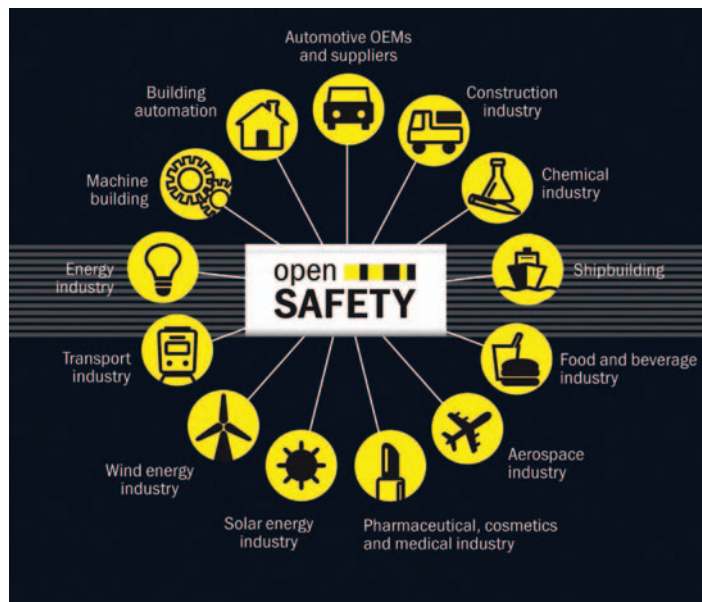 Automotive OEMs
and suppliers
Building
automation
Construction
industry
Machine
building
Chemical
industry
Energy
industry
open
SAFETY
Shipbuilding
Transport
industry
Food and beverage
industry
Wind energy
industry
Aerospace
industry
Solar energy
industry
Pharmaceutical, cosmetics
and medical industry